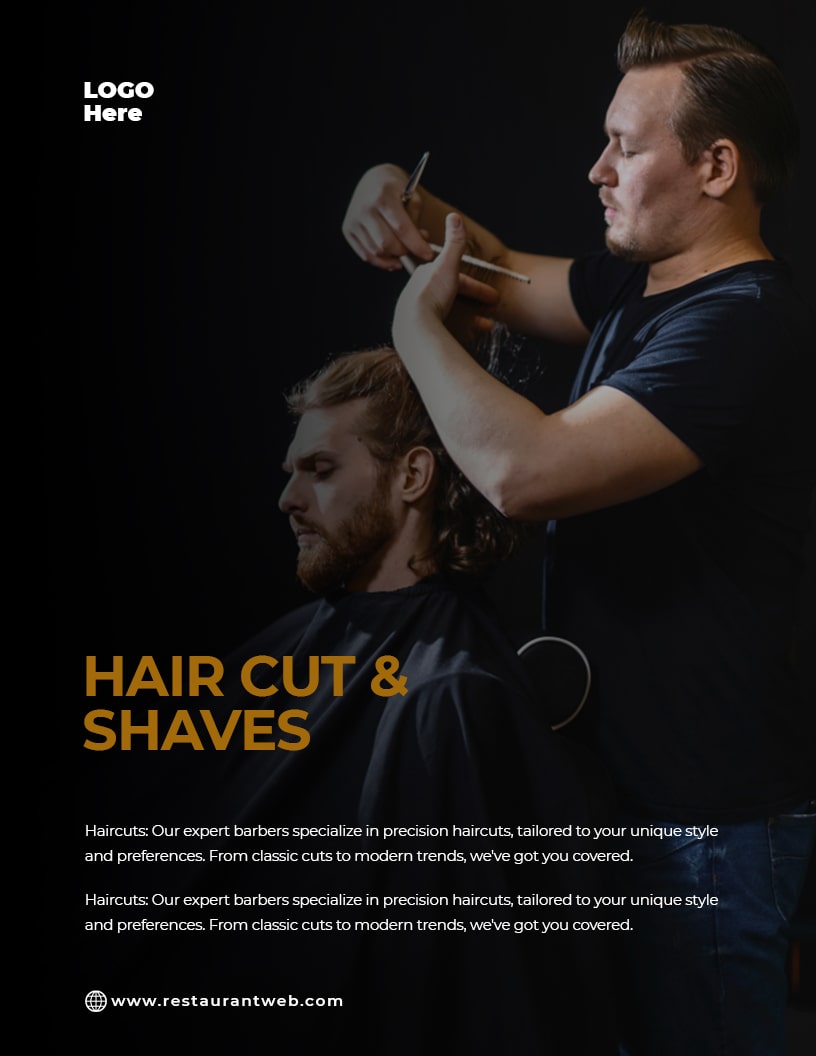 LOGO
Here
HAIR CUT &
SHAVES
Haircuts: Our expert barbers specialize in precision haircuts, tailored to your unique style
and preferences. From classic cuts to modern trends, we've got you covered.
Haircuts: Our expert barbers specialize in precision haircuts, tailored to your unique style
and preferences. From classic cuts to modern trends, we've got you covered.
www.restaurantweb.com